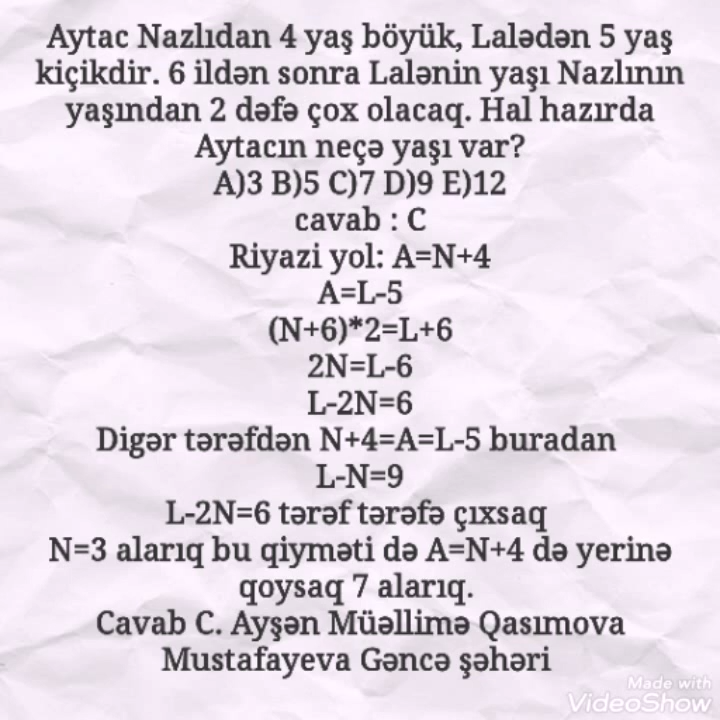 Aytac Nazlıdan 4 yaş böyük, Lalədən 5 yaş
kiçikdir. 6 ildən sonra Lalənin yaşı Nazlının
yaşından 2 dəfə çox olacaq. Hal hazırda
Aytacın neçə yaşı var?
A)3 B)5 C)7 D)9 E)12
cavab : C
Riyazi yol: A=N+4
A=L-5
(N+6)*2=L+6
2N=L-6
L-2N=6
Digər tərəfdən N+4=A=L-5 buradan
L-N=9
L-2N=6 tərəf tərəfə çıxsaq
N=3 alarıq bu qiyməti də A=N+4 də yerinə
qoysaq 7 alarıq.
Cavab C. Ayşən Müəllimə Qasımova
Mustafayeva Gəncə şəhəri
Made with
VideoShow